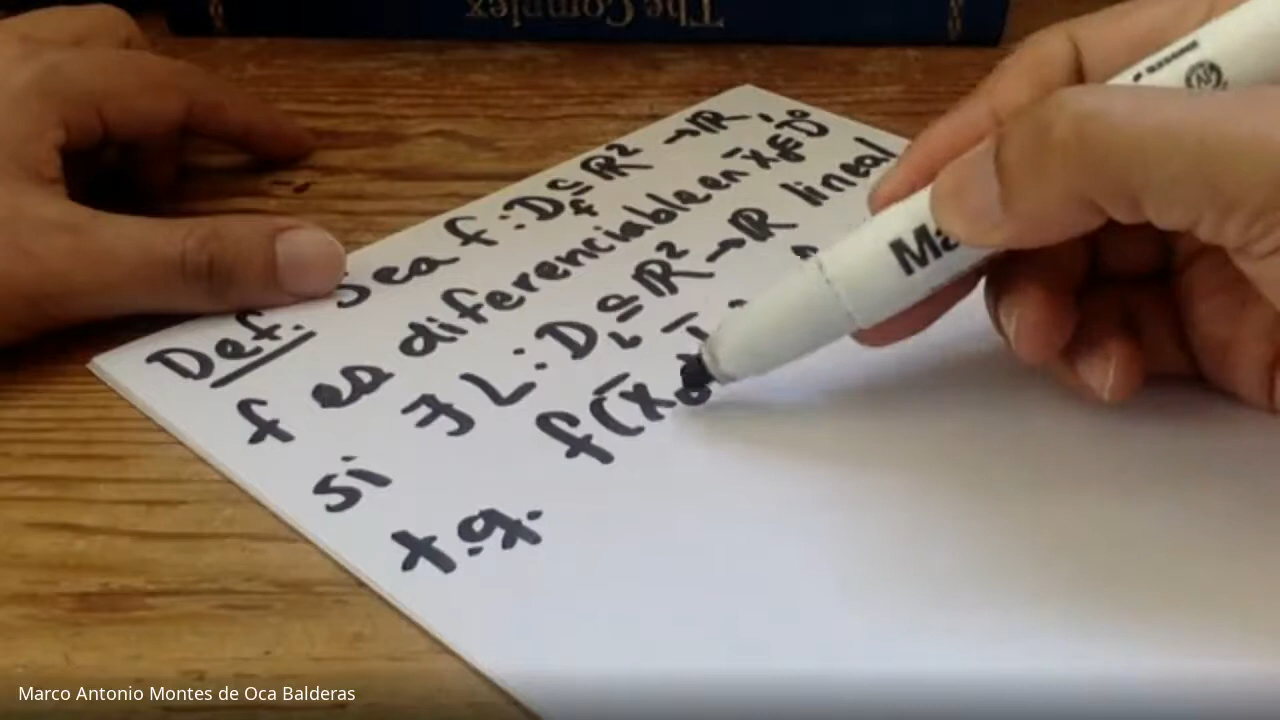 The Complex
Def. Sea f: D_f ⊆ ℝ² → ℝ;
f es diferenciable en x̄₀ ∈ D°
si ∃ L: D_L ⊆ ℝ² → ℝ lineal
t.q. f(x̄₀
Ma
Marco Antonio Montes de Oca Balderas